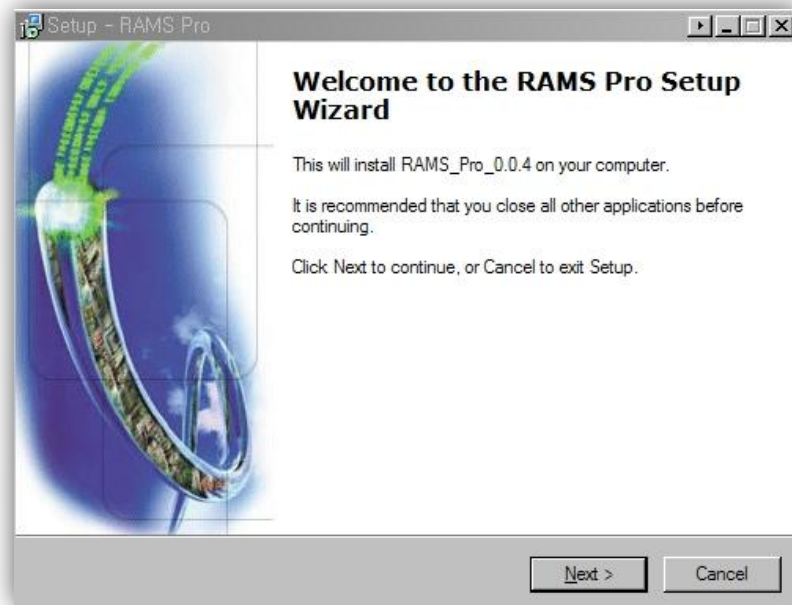 Setup - RAMS Pro
Welcome to the RAMS Pro Setup
Wizard
This will install RAMS_Pro_0.0.4 on your computer.
It is recommended that you close all other applications before
continuing.
Click Next to continue, or Cancel to exit Setup.
Next >
Cancel